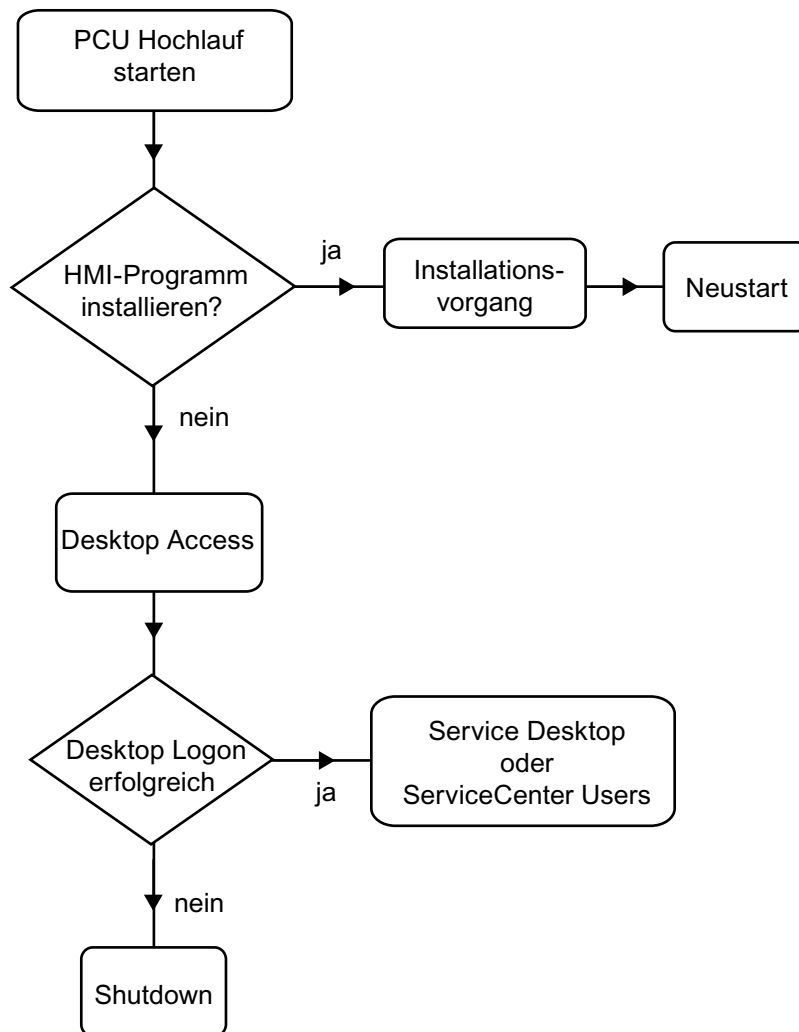 PCU Hochlauf
starten
HMI-Programm
installieren?
ja
Installations-
vorgang
Neustart
nein
Desktop Access
Desktop Logon
erfolgreich
ja
Service Desktop
oder
ServiceCenter Users
nein
Shutdown